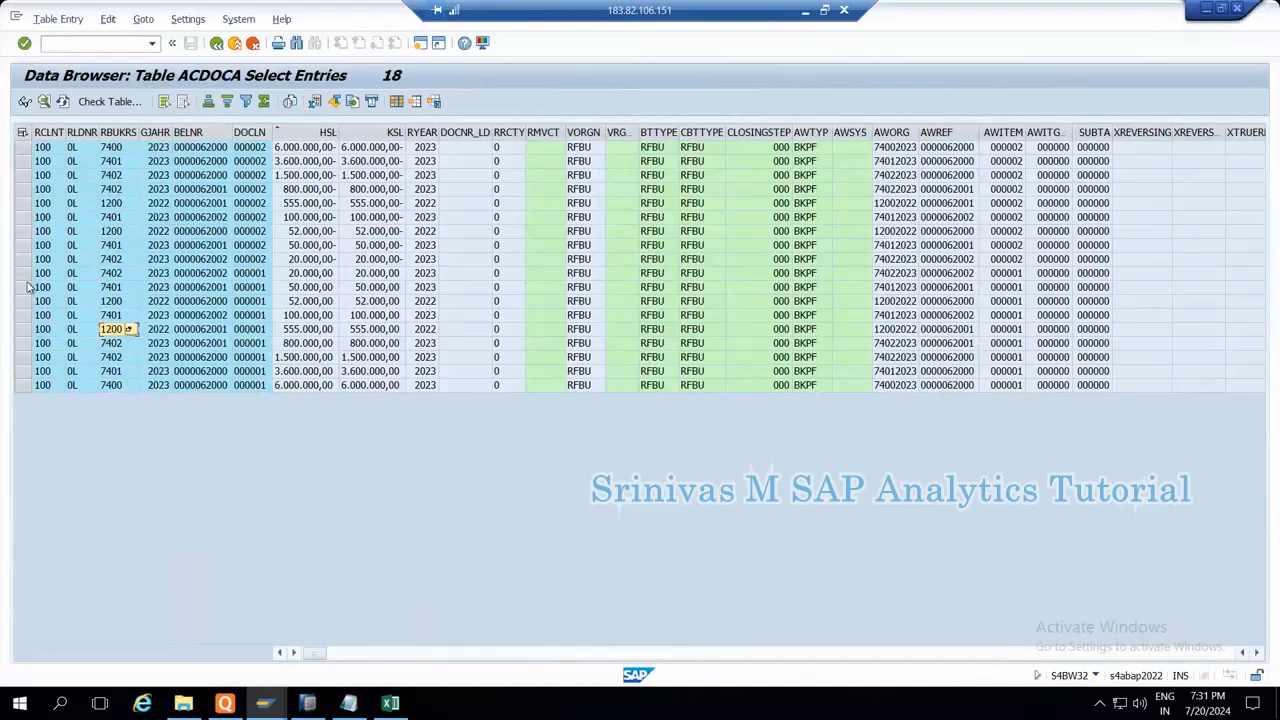 183.82.106.151
Table Entry Edit Goto Settings System Help
Data Browser: Table ACDOCA Select Entries 18
Check Table...
RCLNT RLDNR RBUKRS GJAHR BELNR DOCLN HSL KSL RYEAR DOCNR_LD RRCTY RMVCT VORGN VRG... BTTYPE CBTTYPE CLOSINGSTEP AWTYP AWSYS AWORG AWREF AWITEM AWITG... SUBTA XREVERSING XREVERS... XTRUER
100 0L 7400 2023 0000062000 000002 6.000.000,00- 6.000.000,00- 2023 0 RFBU RFBU RFBU 000 BKPF 74002023 0000062000 000002 000000 000000
100 0L 7401 2023 0000062000 000002 3.600.000,00- 3.600.000,00- 2023 0 RFBU RFBU RFBU 000 BKPF 74012023 0000062000 000002 000000 000000
100 0L 7402 2023 0000062000 000002 1.500.000,00- 1.500.000,00- 2023 0 RFBU RFBU RFBU 000 BKPF 74022023 0000062000 000002 000000 000000
100 0L 7402 2023 0000062001 000002 800.000,00- 800.000,00- 2023 0 RFBU RFBU RFBU 000 BKPF 74022023 0000062001 000002 000000 000000
100 0L 1200 2022 0000062001 000002 555.000,00- 555.000,00- 2022 0 RFBU RFBU RFBU 000 BKPF 12002022 0000062001 000002 000000 000000
100 0L 7401 2023 0000062002 000002 100.000,00- 100.000,00- 2023 0 RFBU RFBU RFBU 000 BKPF 74012023 0000062002 000002 000000 000000
100 0L 1200 2022 0000062000 000002 52.000,00- 52.000,00- 2022 0 RFBU RFBU RFBU 000 BKPF 12002022 0000062000 000002 000000 000000
100 0L 7401 2023 0000062001 000002 50.000,00- 50.000,00- 2023 0 RFBU RFBU RFBU 000 BKPF 74012023 0000062001 000002 000000 000000
100 0L 7402 2023 0000062002 000002 20.000,00- 20.000,00- 2023 0 RFBU RFBU RFBU 000 BKPF 74022023 0000062002 000002 000000 000000
100 0L 7402 2023 0000062002 000001 20.000,00 20.000,00 2023 0 RFBU RFBU RFBU 000 BKPF 74022023 0000062002 000001 000000 000000
100 0L 7401 2023 0000062001 000001 50.000,00 50.000,00 2023 0 RFBU RFBU RFBU 000 BKPF 74012023 0000062001 000001 000000 000000
100 0L 1200 2022 0000062000 000001 52.000,00 52.000,00 2022 0 RFBU RFBU RFBU 000 BKPF 12002022 0000062000 000001 000000 000000
100 0L 7401 2023 0000062002 000001 100.000,00 100.000,00 2023 0 RFBU RFBU RFBU 000 BKPF 74012023 0000062002 000001 000000 000000
100 0L 1200 2022 0000062001 000001 555.000,00 555.000,00 2022 0 RFBU RFBU RFBU 000 BKPF 12002022 0000062001 000001 000000 000000
100 0L 7402 2023 0000062001 000001 800.000,00 800.000,00 2023 0 RFBU RFBU RFBU 000 BKPF 74022023 0000062001 000001 000000 000000
100 0L 7402 2023 0000062000 000001 1.500.000,00 1.500.000,00 2023 0 RFBU RFBU RFBU 000 BKPF 74022023 0000062000 000001 000000 000000
100 0L 7401 2023 0000062000 000001 3.600.000,00 3.600.000,00 2023 0 RFBU RFBU RFBU 000 BKPF 74012023 0000062000 000001 000000 000000
100 0L 7400 2023 0000062000 000001 6.000.000,00 6.000.000,00 2023 0 RFBU RFBU RFBU 000 BKPF 74002023 0000062000 000001 000000 000000
Srinivas M SAP Analytics Tutorial
Activate Windows
Go to Settings to activate Windows.
SAP
S4BW32 s4abap2022 INS
ENG 7:31 PM
IN 7/20/2024